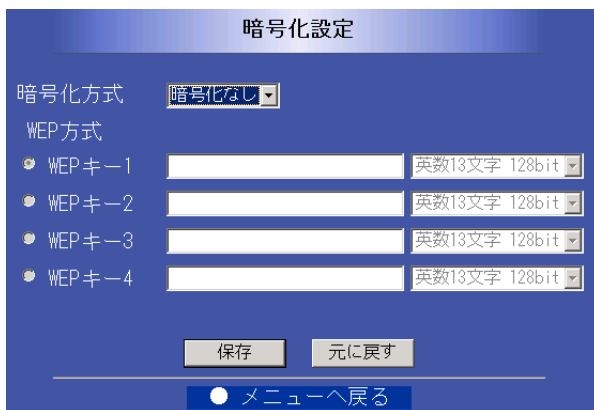 暗号化設定
暗号化方式 暗号化なし
WEP方式
WEPキー1 英数13文字 128bit
WEPキー2 英数13文字 128bit
WEPキー3 英数13文字 128bit
WEPキー4 英数13文字 128bit
保存 元に戻す
メニューへ戻る